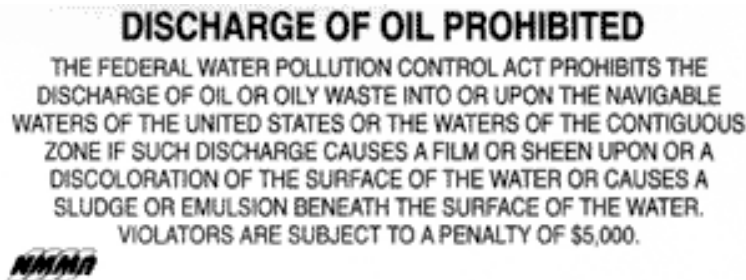 DISCHARGE OF OIL PROHIBITED
THE FEDERAL WATER POLLUTION CONTROL ACT PROHIBITS THE
DISCHARGE OF OIL OR OILY WASTE INTO OR UPON THE NAVIGABLE
WATERS OF THE UNITED STATES OR THE WATERS OF THE CONTIGUOUS
ZONE IF SUCH DISCHARGE CAUSES A FILM OR SHEEN UPON OR A
DISCOLORATION OF THE SURFACE OF THE WATER OR CAUSES A
SLUDGE OR EMULSION BENEATH THE SURFACE OF THE WATER.
VIOLATORS ARE SUBJECT TO A PENALTY OF $5,000.
NMMA